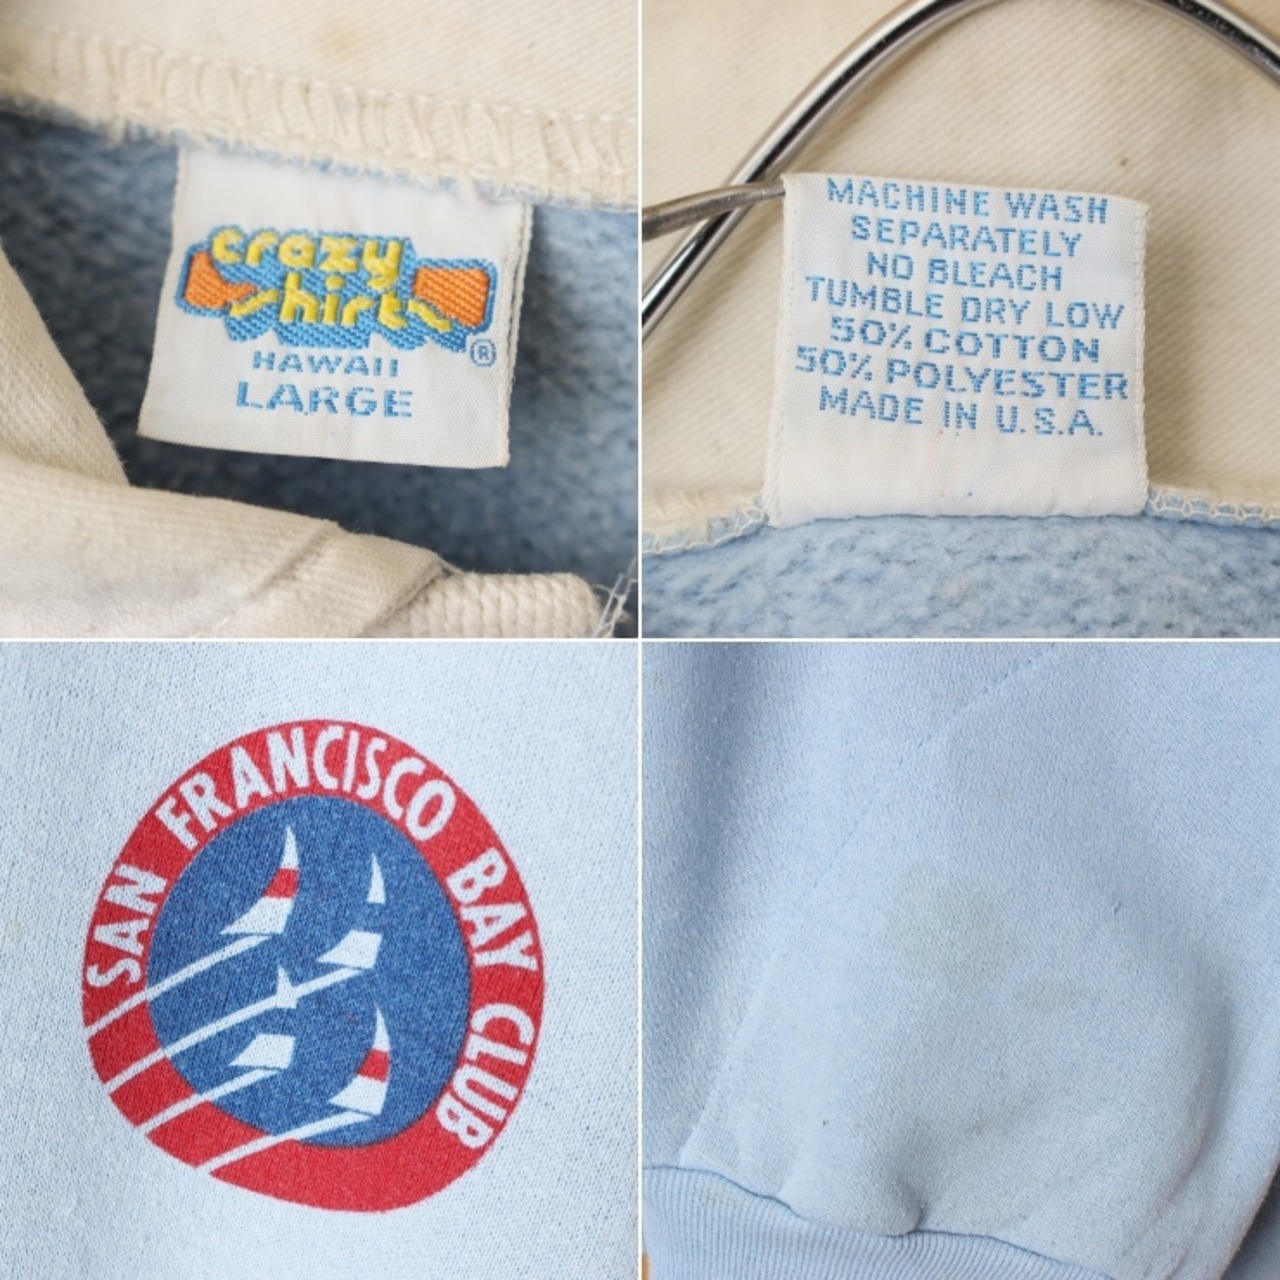 crazy
shirts
®
HAWAII
LARGE
MACHINE WASH
SEPARATELY
NO BLEACH
TUMBLE DRY LOW
50% COTTON
50% POLYESTER
MADE IN U.S.A.
SAN FRANCISCO BAY CLUB